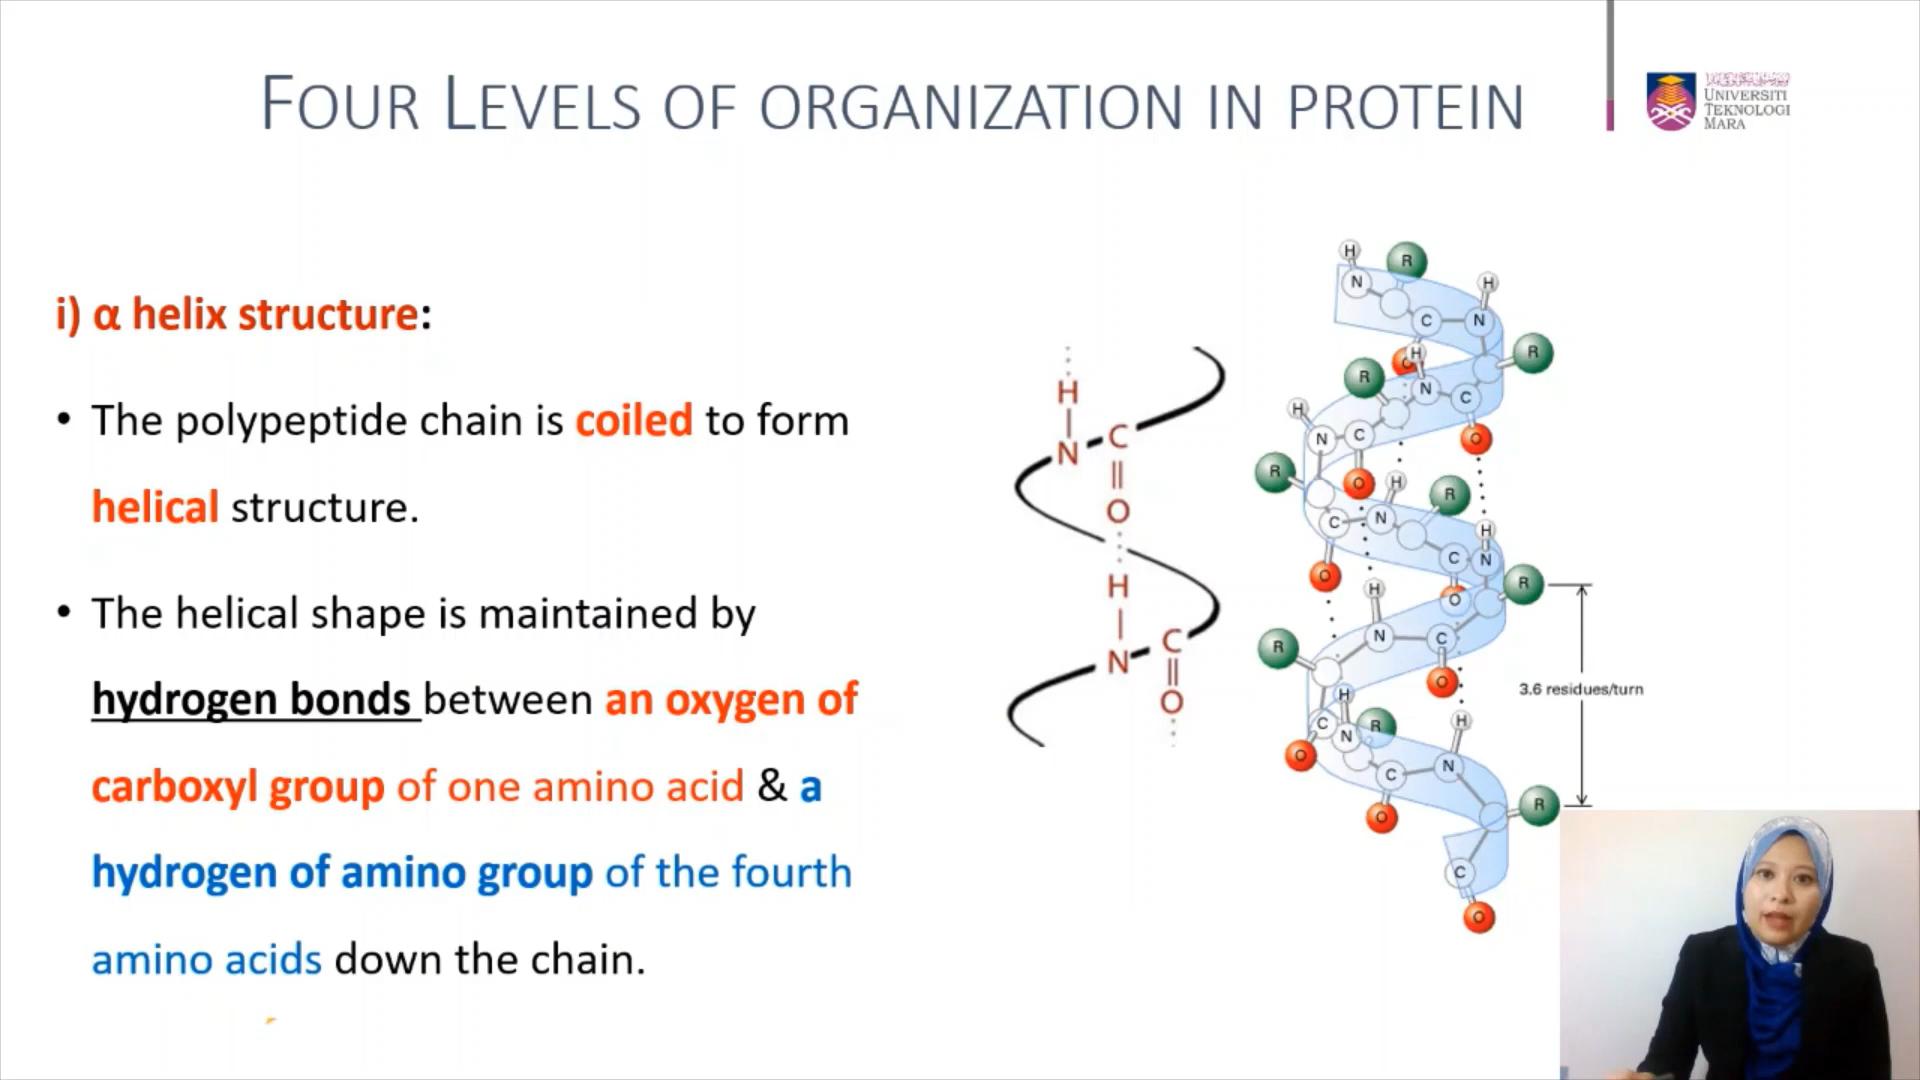 FOUR LEVELS OF ORGANIZATION IN PROTEIN
UNIVERSITI
TEKNOLOGI
MARA
i) α helix structure:
• The polypeptide chain is coiled to form
helical structure.
• The helical shape is maintained by
hydrogen bonds between an oxygen of
carboxyl group of one amino acid & a
hydrogen of amino group of the fourth
amino acids down the chain.
H
N C
O
H
N C
O
H R
N H
C N
O H R
R N C
H
N C O
R O H R
C N H
C N
O O R
H
N C
R O
3.6 residues/turn
H H
C N R
O C N
O R
C
O